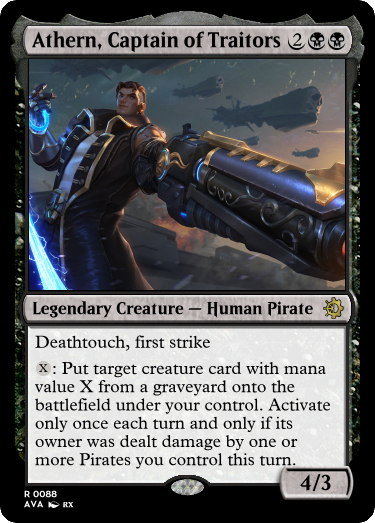 Athern, Captain of Traitors 2
Legendary Creature — Human Pirate
Deathtouch, first strike
X: Put target creature card with mana
value X from a graveyard onto the
battlefield under your control. Activate
only once each turn and only if its
owner was dealt damage by one or
more Pirates you control this turn.
4/3
R 0088
AVA RX